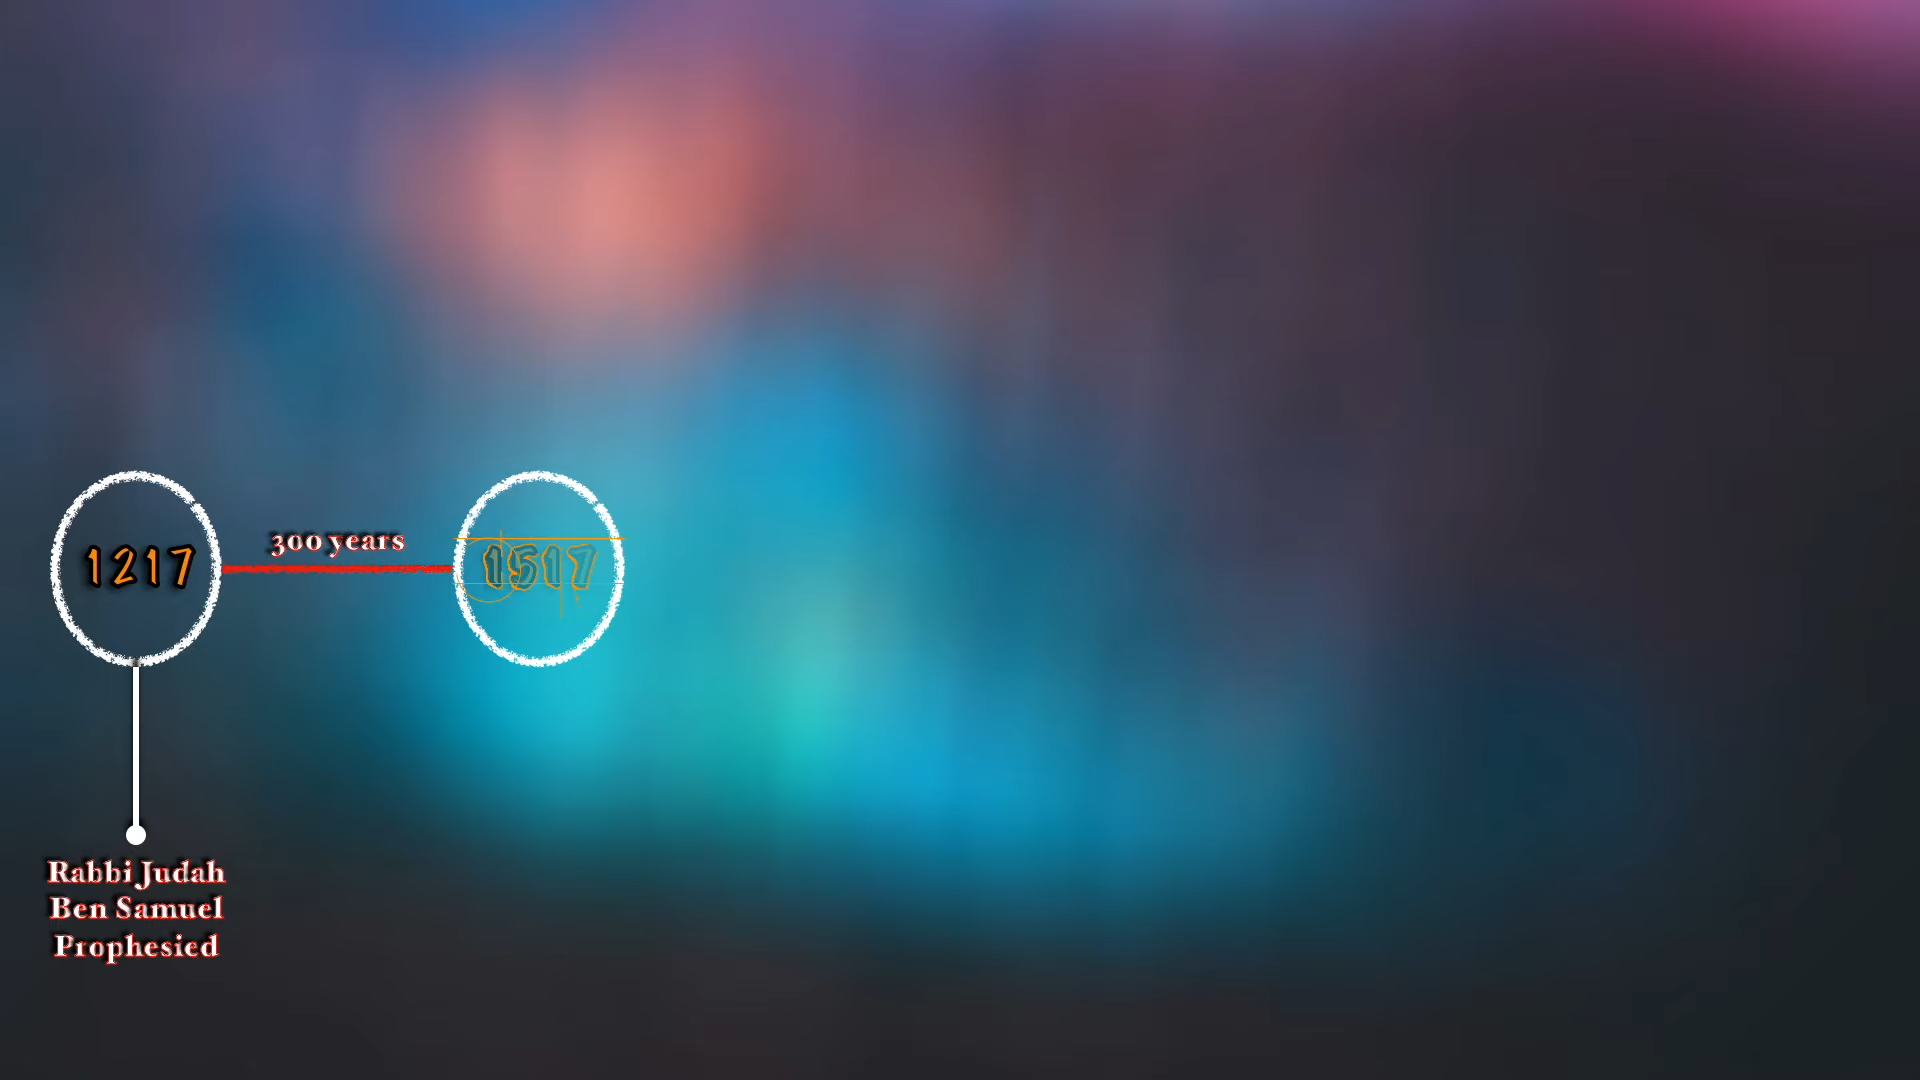 300 years
1217
1517
Rabbi Judah
Ben Samuel
Prophesied